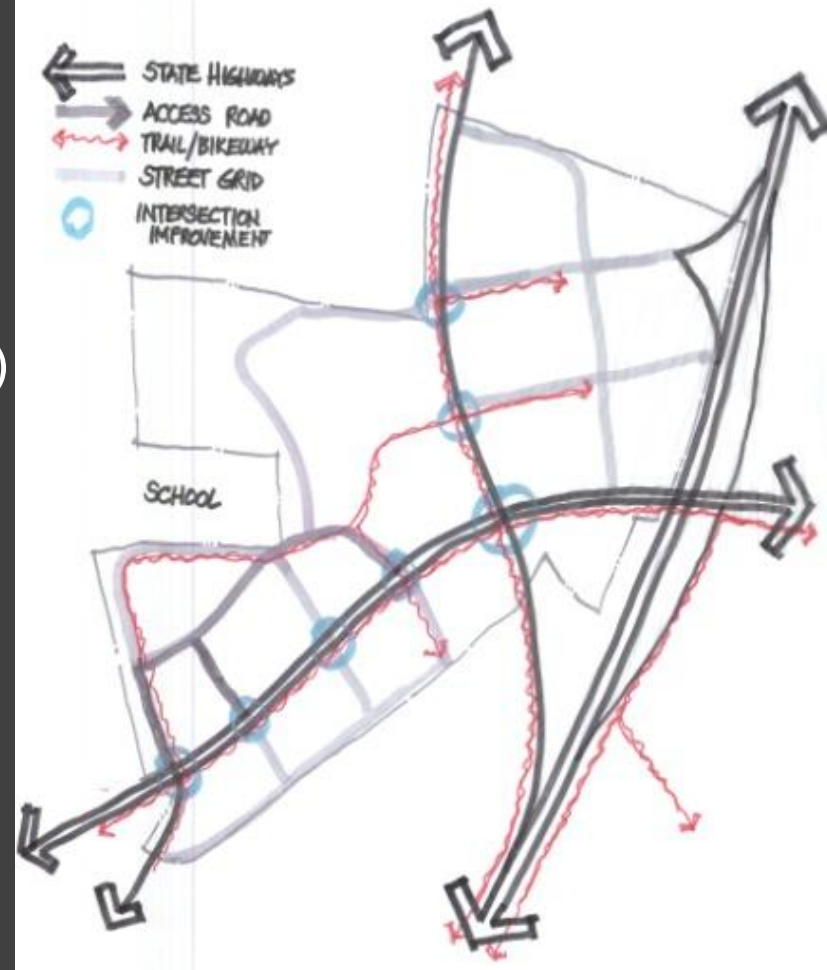 STATE HIGHWAYS
ACCESS ROAD
TRAIL/BIKEWAY
STREET GRID
INTERSECTION
IMPROVEMENT
SCHOOL